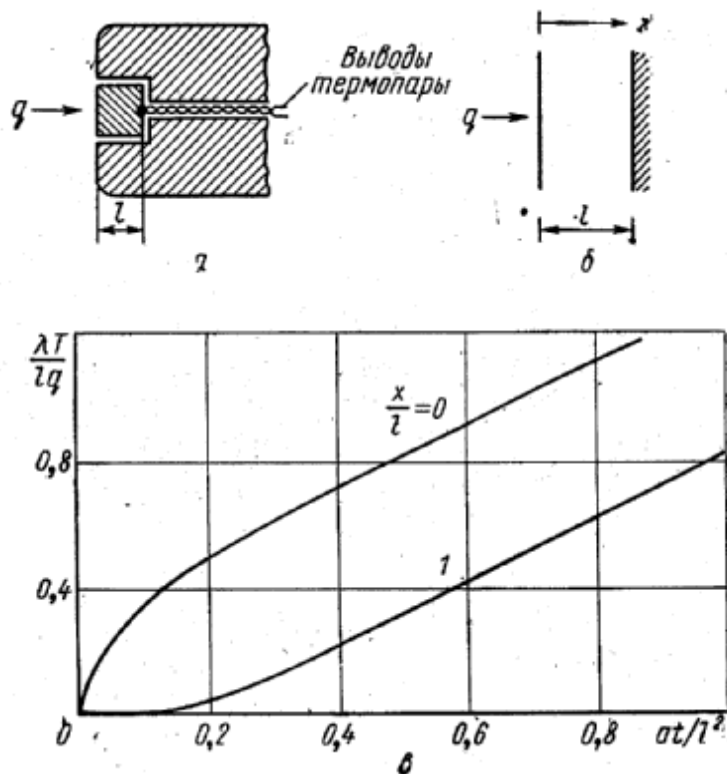 q
l
Выводы
термопары
г
x
q
l
б
λT
lq
x/l=0
0,8
1
0,4
0 0,2 0,4 0,6 0,8 at/l²
в